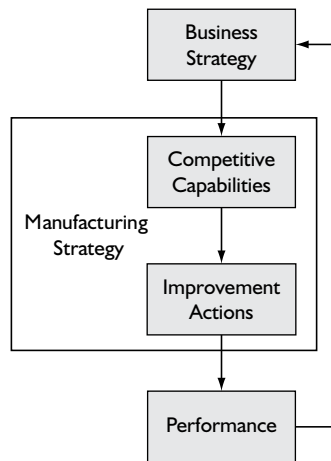 Business
Strategy
Competitive
Capabilities
Manufacturing
Strategy
Improvement
Actions
Performance